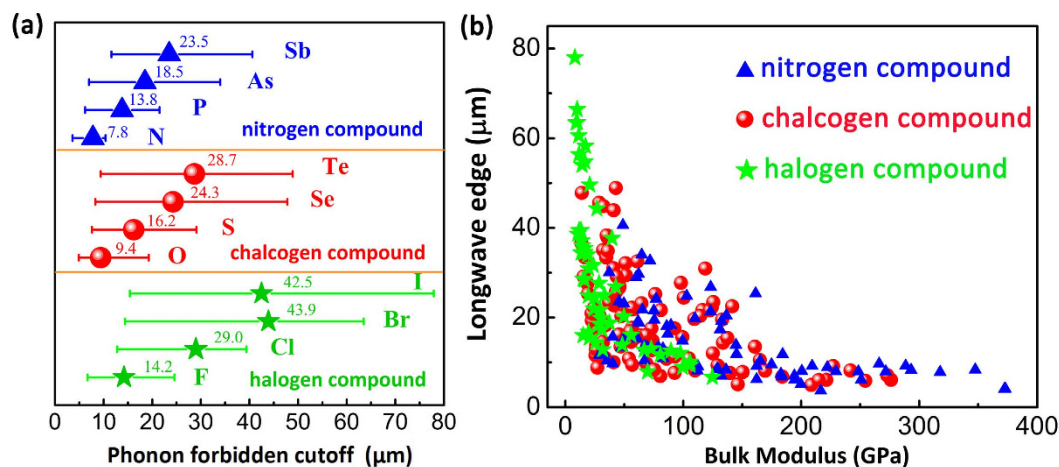 (a)
23.5 Sb
18.5 As
13.8 P
7.8 N
nitrogen compound
28.7 Te
24.3 Se
16.2 S
9.4 O
chalcogen compound
42.5 I
43.9 Br
29.0 Cl
14.2 F
halogen compound
0 10 20 30 40 50 60 70 80
Phonon forbidden cutoff (μm)
(b)
80
60
40
20
0
Longwave edge (μm)
nitrogen compound
chalcogen compound
halogen compound
0 100 200 300 400
Bulk Modulus (GPa)